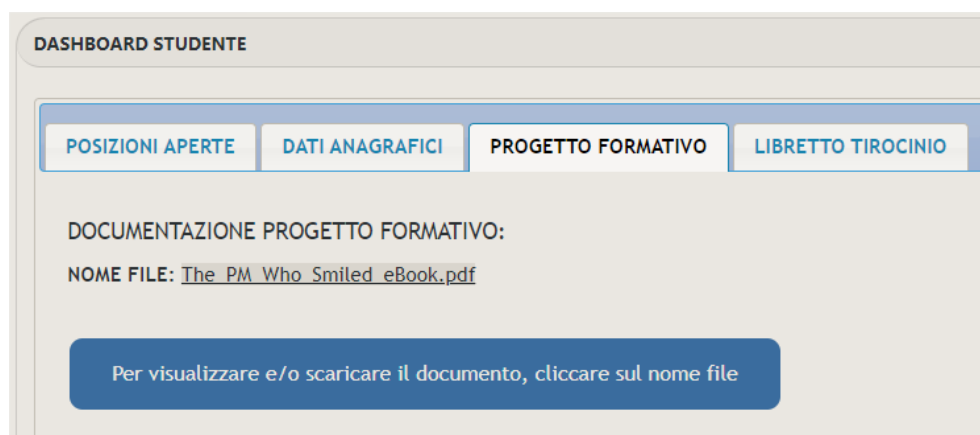 DASHBOARD STUDENTE
POSIZIONI APERTE DATI ANAGRAFICI PROGETTO FORMATIVO LIBRETTO TIROCINIO
DOCUMENTAZIONE PROGETTO FORMATIVO:
NOME FILE: The_PM_Who_Smiled_eBook.pdf
Per visualizzare e/o scaricare il documento, cliccare sul nome file